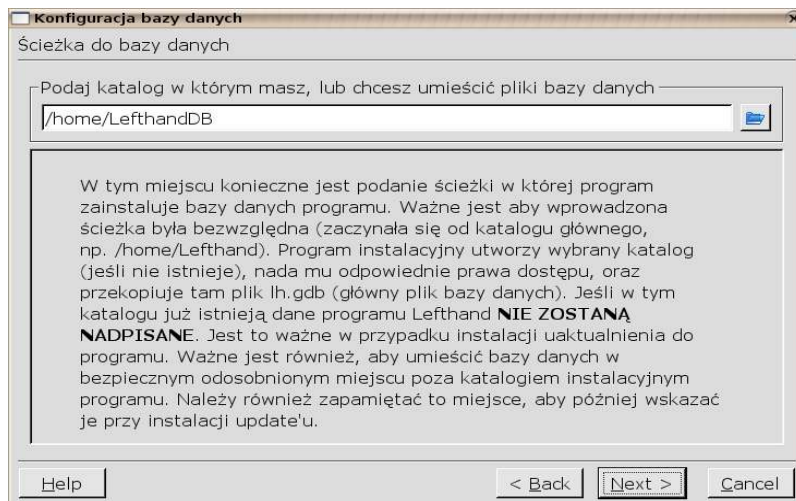 Konfiguracja bazy danych
Ścieżka do bazy danych
Podaj katalog w którym masz, lub chcesz umieścić pliki bazy danych
/home/LefthandDB
W tym miejscu konieczne jest podanie ścieżki w której program
zainstaluje bazy danych programu. Ważne jest aby wprowadzona
ścieżka była bezwzględna (zaczynała się od katalogu głównego,
np. /home/Lefthand). Program instalacyjny utworzy wybrany katalog
(jeśli nie istnieje), nada mu odpowiednie prawa dostępu, oraz
przekopiuje tam plik lh.gdb (główny plik bazy danych). Jeśli w tym
katalogu już istnieją dane programu Lefthand NIE ZOSTANĄ
NADPISANE. Jest to ważne w przypadku instalacji uaktualnienia do
programu. Ważne jest również, aby umieścić bazy danych w
bezpiecznym odosobnionym miejscu poza katalogiem instalacyjnym
programu. Należy również zapamiętać to miejsce, aby później wskazać
je przy instalacji update'u.
Help < Back Next > Cancel